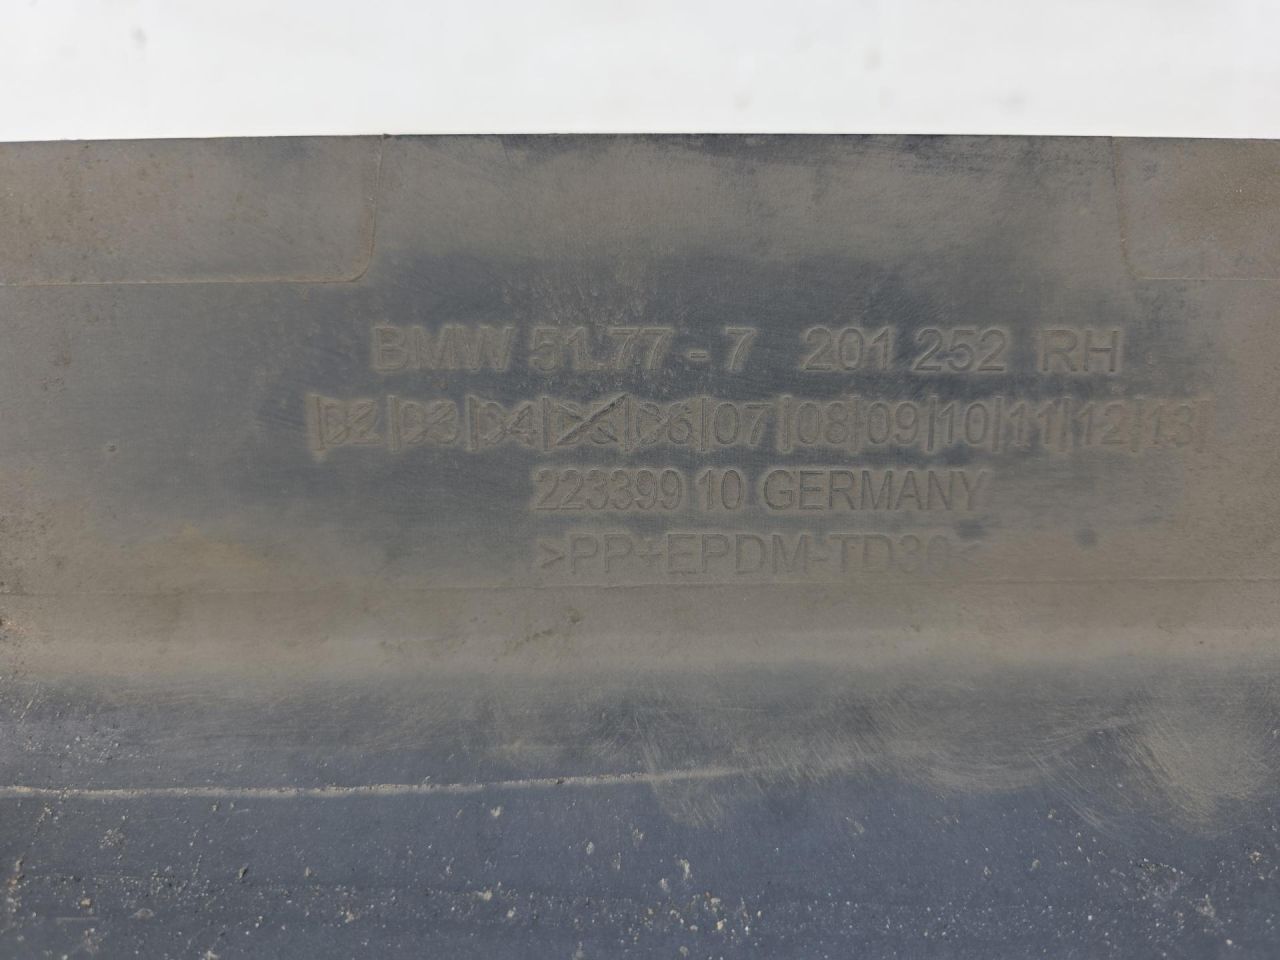 BMW 51.77-7 201 252 RH
|02|03|04|05|06|07|08|09|10|11|12|13|
223399 10 GERMANY
>PP+EPDM-TD30<